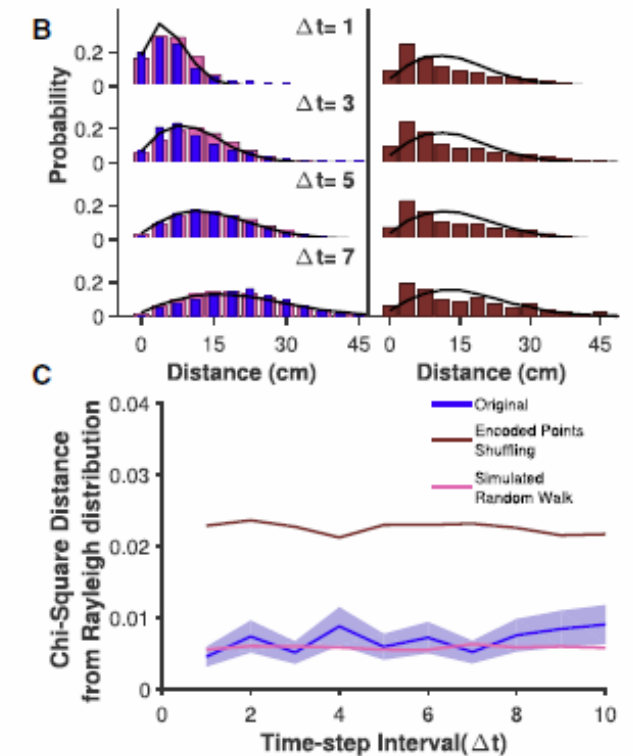 B
Δt= 1
0.2
0
Δt= 3
0.2
0
Δt= 5
0.2
0
Δt= 7
0.2
0
Probability
0 15 30 45
0 15 30 45
Distance (cm)
Distance (cm)
C
0.04
0.03
0.02
0.01
0
Chi-Square Distance
from Rayleigh distribution
Original
Encoded Points
Shuffling
Simulated
Random Walk
0 2 4 6 8 10
Time-step Interval(Δt)